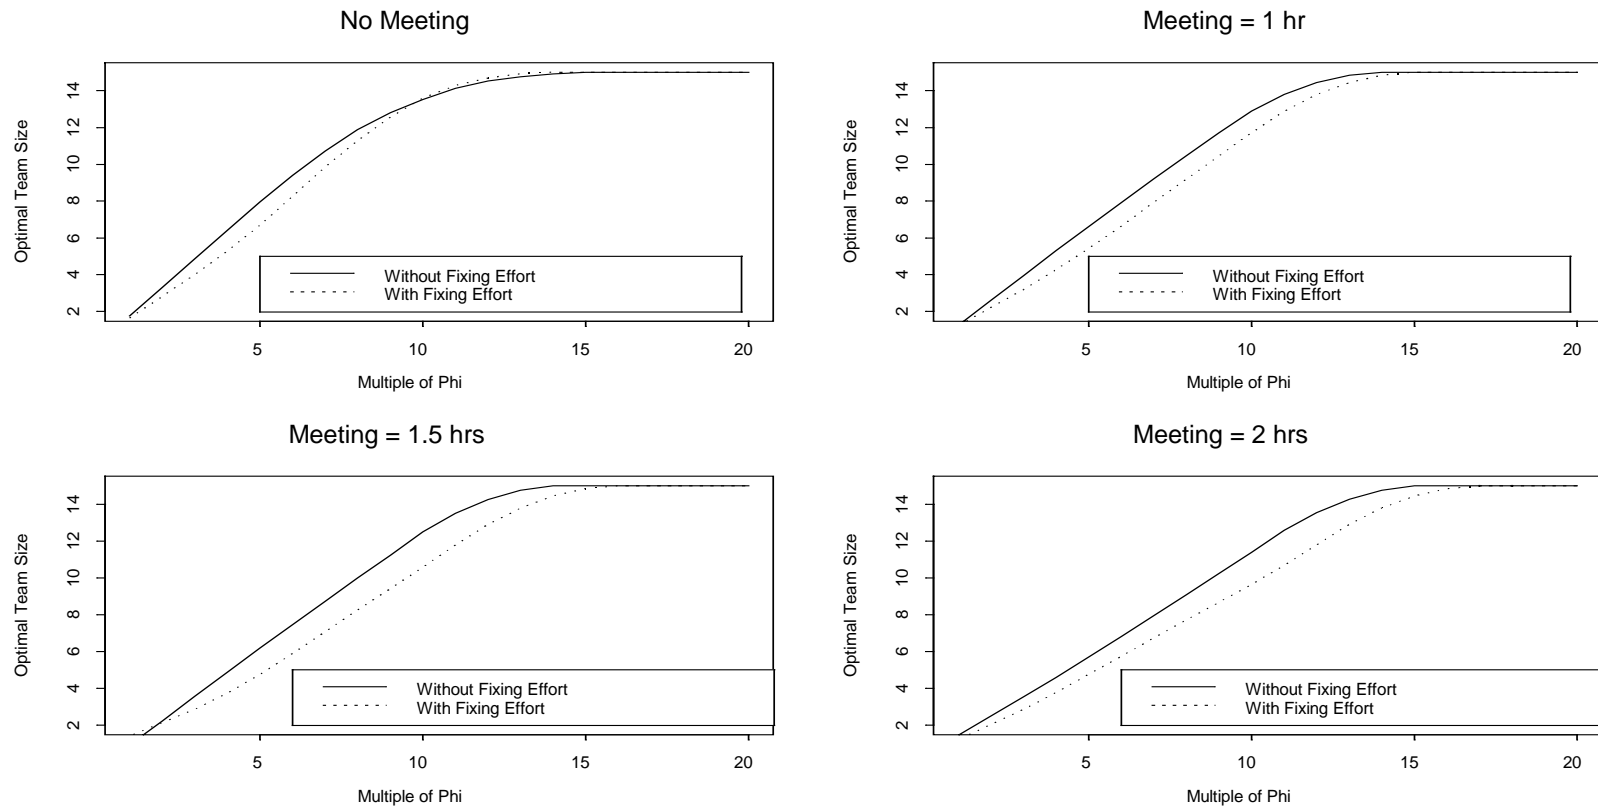 No Meeting
Optimal Team Size
2 4 6 8 10 12 14
Without Fixing Effort
With Fixing Effort
5 10 15 20
Multiple of Phi
Meeting = 1 hr
Optimal Team Size
2 4 6 8 10 12 14
Without Fixing Effort
With Fixing Effort
5 10 15 20
Multiple of Phi
Meeting = 1.5 hrs
Optimal Team Size
2 4 6 8 10 12 14
Without Fixing Effort
With Fixing Effort
5 10 15 20
Multiple of Phi
Meeting = 2 hrs
Optimal Team Size
2 4 6 8 10 12 14
Without Fixing Effort
With Fixing Effort
5 10 15 20
Multiple of Phi